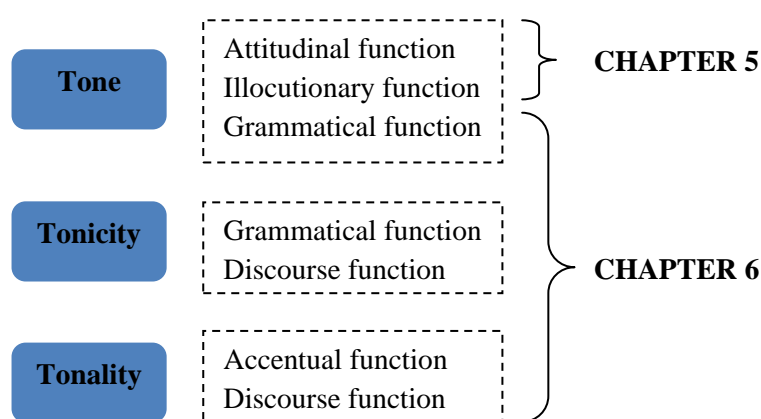 Tone
Attitudinal function
Illocutionary function
Grammatical function
CHAPTER 5
Tonicity
Grammatical function
Discourse function
CHAPTER 6
Tonality
Accentual function
Discourse function